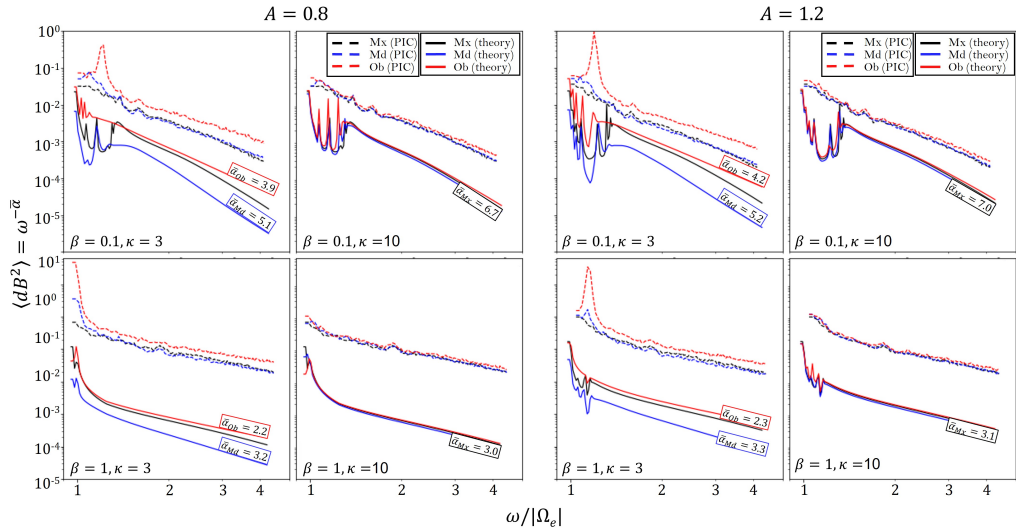 A = 0.8
A = 1.2
⟨dB²⟩ = ω^{-ᾱ}
10⁰
10⁻¹
10⁻²
10⁻³
10⁻⁴
10⁻⁵
ᾱ_Ob = 3.9
ᾱ_Md = 5.1
β = 0.1, κ = 3
Mx (PIC)
Md (PIC)
Ob (PIC)
Mx (theory)
Md (theory)
Ob (theory)
ᾱ_Mx = 6.7
β = 0.1, κ = 10
ᾱ_Ob = 4.2
ᾱ_Md = 5.2
β = 0.1, κ = 3
Mx (PIC)
Md (PIC)
Ob (PIC)
Mx (theory)
Md (theory)
Ob (theory)
ᾱ_Mx = 7.0
β = 0.1, κ = 10
10¹
10⁰
10⁻¹
10⁻²
10⁻³
10⁻⁴
10⁻⁵
ᾱ_Ob = 2.2
ᾱ_Md = 3.2
β = 1, κ = 3
ᾱ_Mx = 3.0
β = 1, κ = 10
ᾱ_Ob = 2.3
ᾱ_Md = 3.3
β = 1, κ = 3
ᾱ_Mx = 3.1
β = 1, κ = 10
1 2 3 4 1 2 3 4 1 2 3 4 1 2 3 4
ω/|Ω_e|